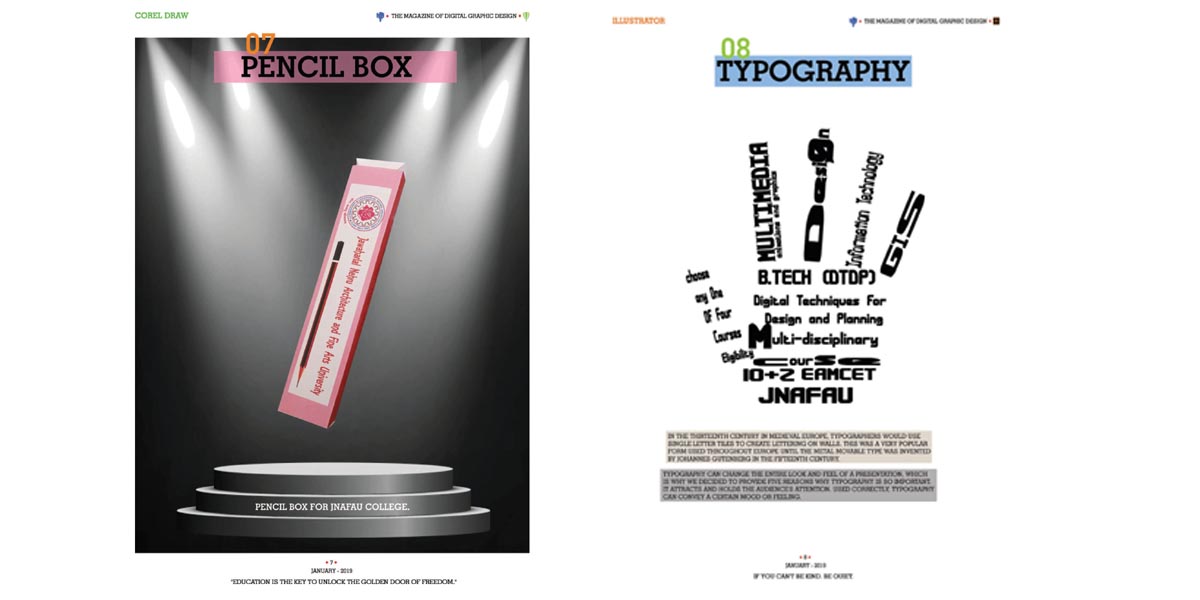 COREL DRAW
• THE MAGAZINE OF DIGITAL GRAPHIC DESIGN •
07
PENCIL BOX
Jawaharlal Nehru Architecture and Fine Arts University
PENCIL BOX FOR JNAFAU COLLEGE.
• 7 •
JANUARY - 2019
"EDUCATION IS THE KEY TO UNLOCK THE GOLDEN DOOR OF FREEDOM."
ILLUSTRATOR
• THE MAGAZINE OF DIGITAL GRAPHIC DESIGN •
08
TYPOGRAPHY
MULTIMEDIA
animations and graphics
Design
Information Technology
GIS
choose
any One
Of Four
Courses
Eligibility
B.TECH (DTDP)
Digital Techniques For
Design and Planning
Multi-disciplinary
course
10+2 EAMCET
JNAFAU
IN THE THIRTEENTH CENTURY IN MEDIEVAL EUROPE, TYPOGRAPHERS WOULD USE
SINGLE LETTER TILES TO CREATE LETTERING ON WALLS. THIS WAS A VERY POPULAR
FORM USED THROUGHOUT EUROPE UNTIL THE METAL MOVABLE TYPE WAS INVENTED
BY JOHANNES GUTENBERG IN THE FIFTEENTH CENTURY.
TYPOGRAPHY CAN CHANGE THE ENTIRE LOOK AND FEEL OF A PRESENTATION, WHICH
IS WHY WE DECIDED TO PROVIDE FIVE REASONS WHY TYPOGRAPHY IS SO IMPORTANT.
IT ATTRACTS AND HOLDS THE AUDIENCE'S ATTENTION. USED CORRECTLY, TYPOGRAPHY
CAN CONVEY A CERTAIN MOOD OR FEELING.
• 8 •
JANUARY - 2019
IF YOU CAN'T BE KIND. BE QUIET.